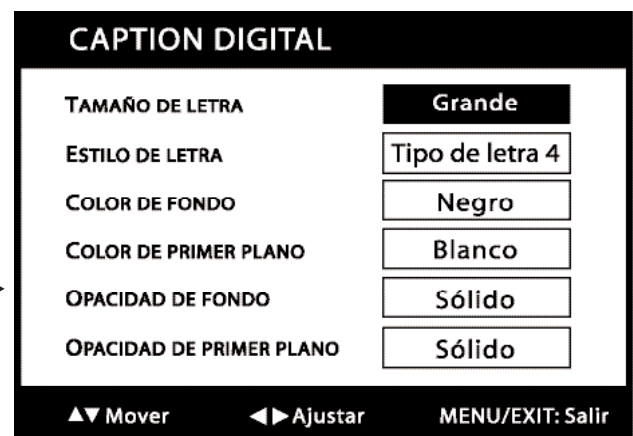 CAPTION DIGITAL
TAMAÑO DE LETRA Grande
ESTILO DE LETRA Tipo de letra 4
COLOR DE FONDO Negro
COLOR DE PRIMER PLANO Blanco
OPACIDAD DE FONDO Sólido
OPACIDAD DE PRIMER PLANO Sólido
▲▼ Mover ◀▶ Ajustar MENU/EXIT: Salir